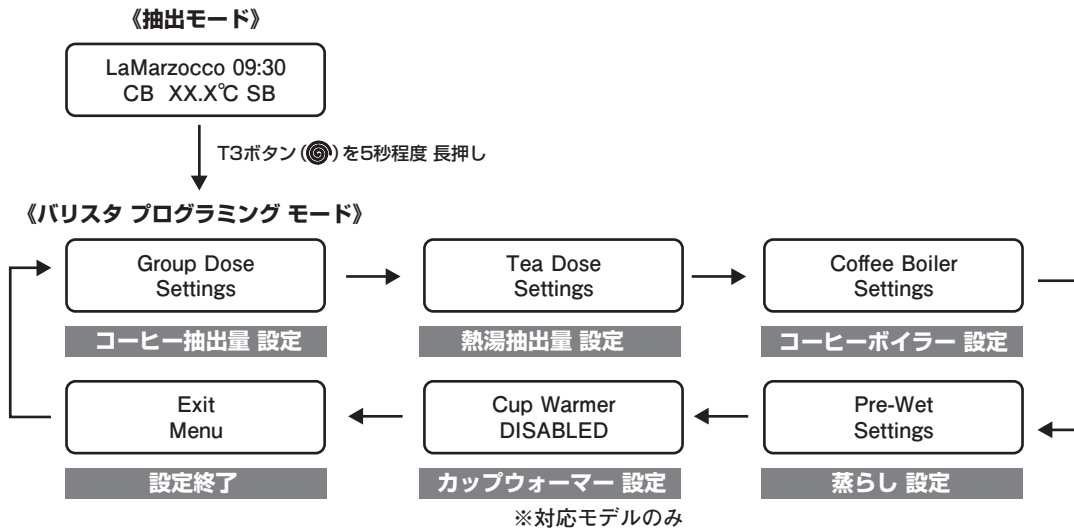 《抽出モード》
LaMarzocco 09:30
CB XX.X℃ SB
T3ボタン()を5秒程度 長押し
《バリスタ プログラミング モード》
Group Dose
Settings
コーヒー抽出量 設定
Tea Dose
Settings
熱湯抽出量 設定
Coffee Boiler
Settings
コーヒーボイラー 設定
Exit
Menu
設定終了
Cup Warmer
DISABLED
カップウォーマー 設定
※対応モデルのみ
Pre-Wet
Settings
蒸らし 設定